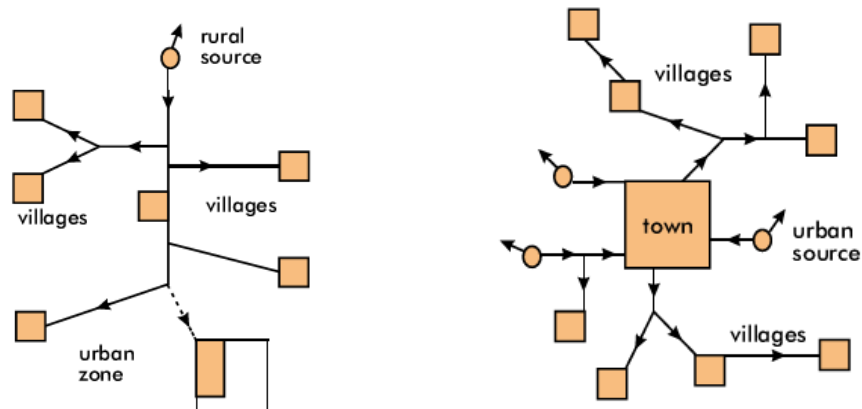 rural
source
villages
villages
urban
zone
villages
town
urban
source
villages